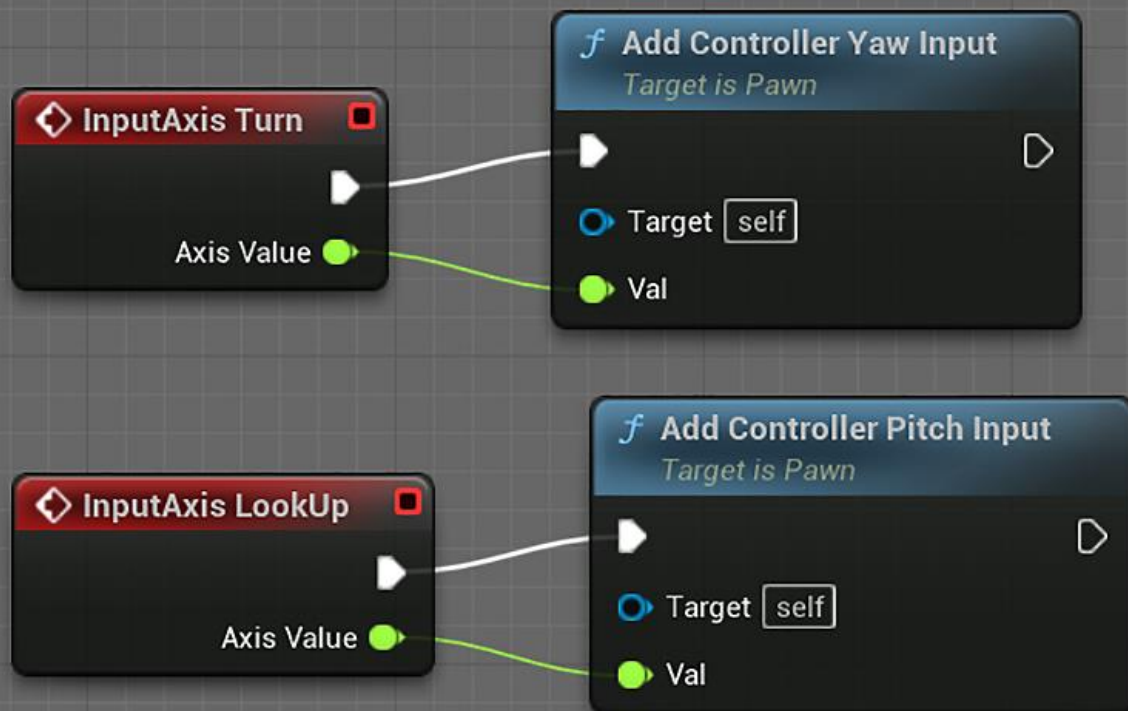 InputAxis Turn
Axis Value
f Add Controller Yaw Input
Target is Pawn
Target self
Val
InputAxis LookUp
Axis Value
f Add Controller Pitch Input
Target is Pawn
Target self
Val